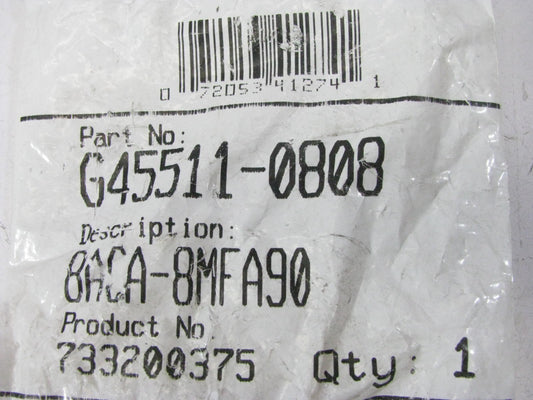 0 72053 41274 1
Part No:
G45511-0808
Description:
8ACA-8MFA90
Product No.
733200375 Qty: 1